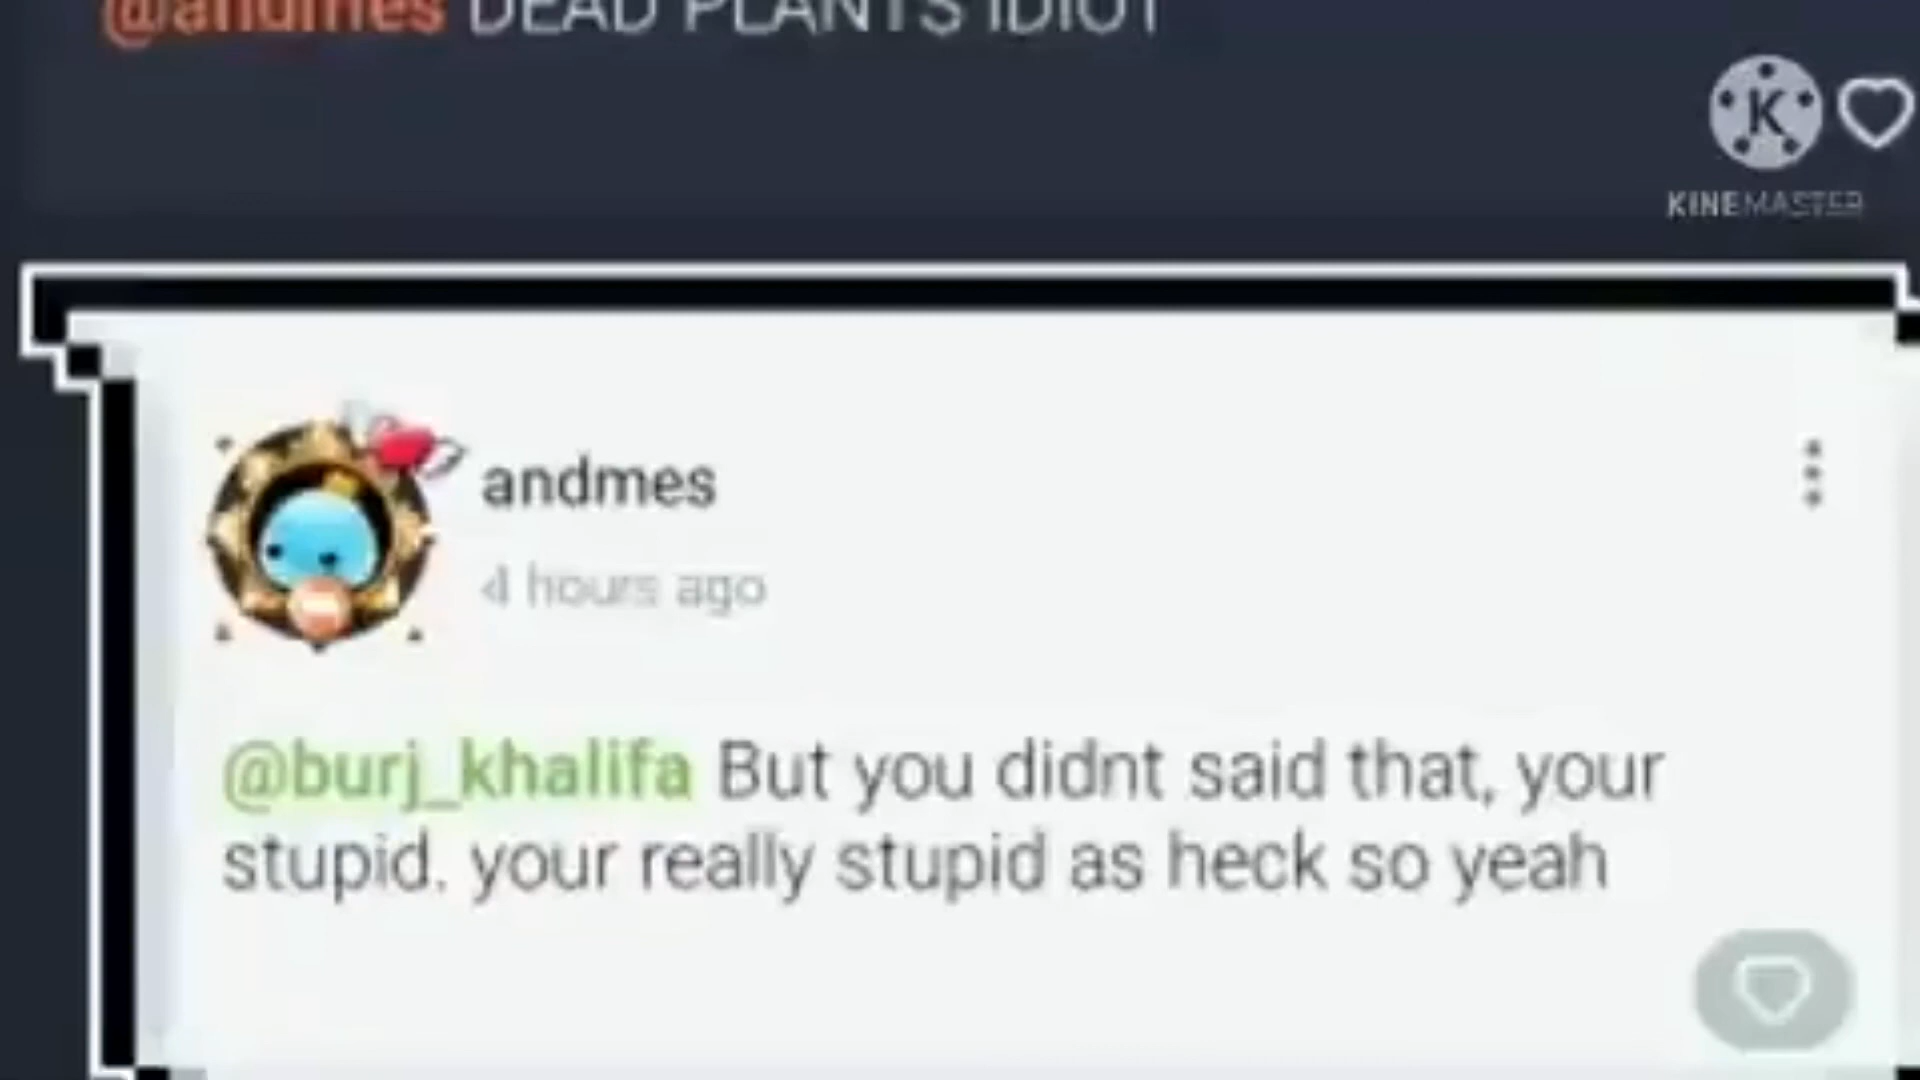 @andmes DEAD PLANTS IDIOT
K
KINEMASTER
andmes
4 hours ago
@burj_khalifa But you didnt said that, your
stupid. your really stupid as heck so yeah